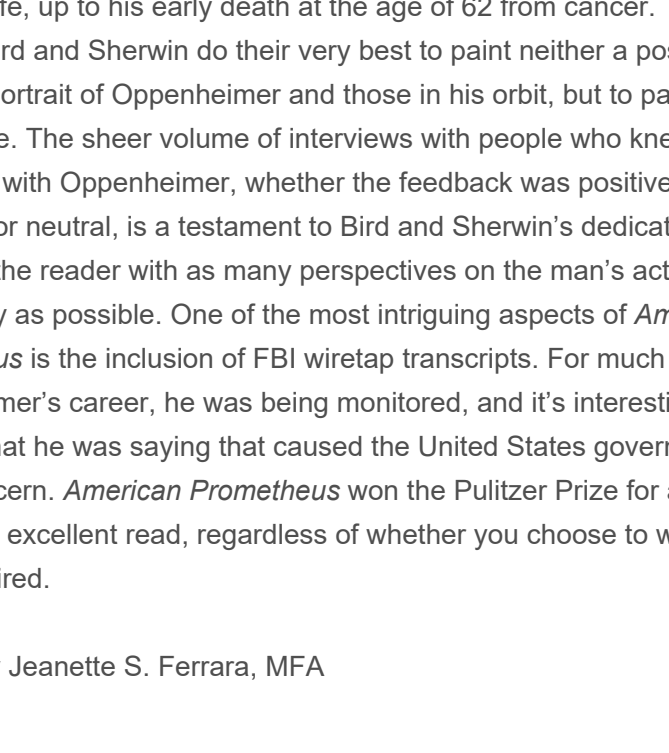 fe, up to his early death at the age of 62 from cancer.
rd and Sherwin do their very best to paint neither a pos
ortrait of Oppenheimer and those in his orbit, but to pa
e. The sheer volume of interviews with people who kne
with Oppenheimer, whether the feedback was positive
or neutral, is a testament to Bird and Sherwin’s dedicat
the reader with as many perspectives on the man’s act
y as possible. One of the most intriguing aspects of Am
us is the inclusion of FBI wiretap transcripts. For much
mer’s career, he was being monitored, and it’s interesti
at he was saying that caused the United States gover
cern. American Prometheus won the Pulitzer Prize for a
excellent read, regardless of whether you choose to w
ired.
Jeanette S. Ferrara, MFA